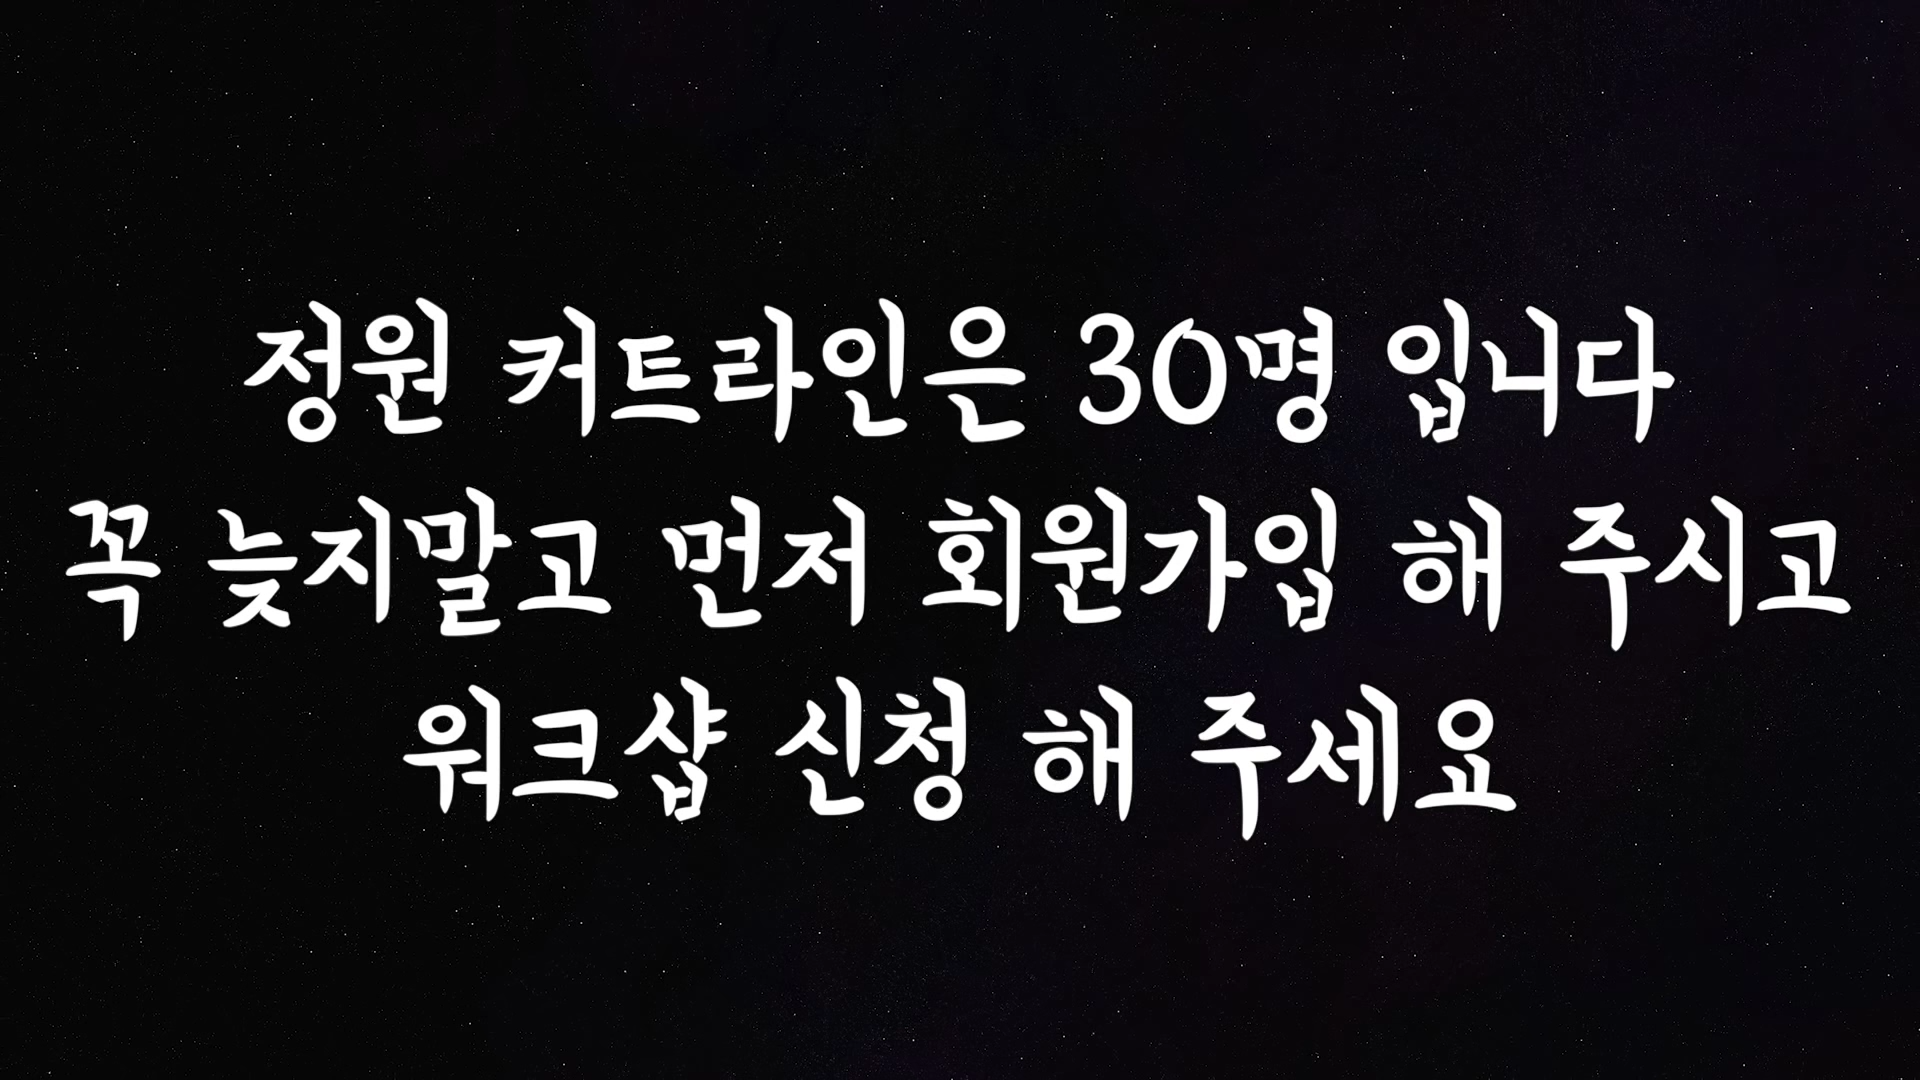 정원 커트라인은 30명 입니다
꼭 늦지말고 먼저 회원가입 해 주시고
워크샵 신청 해 주세요